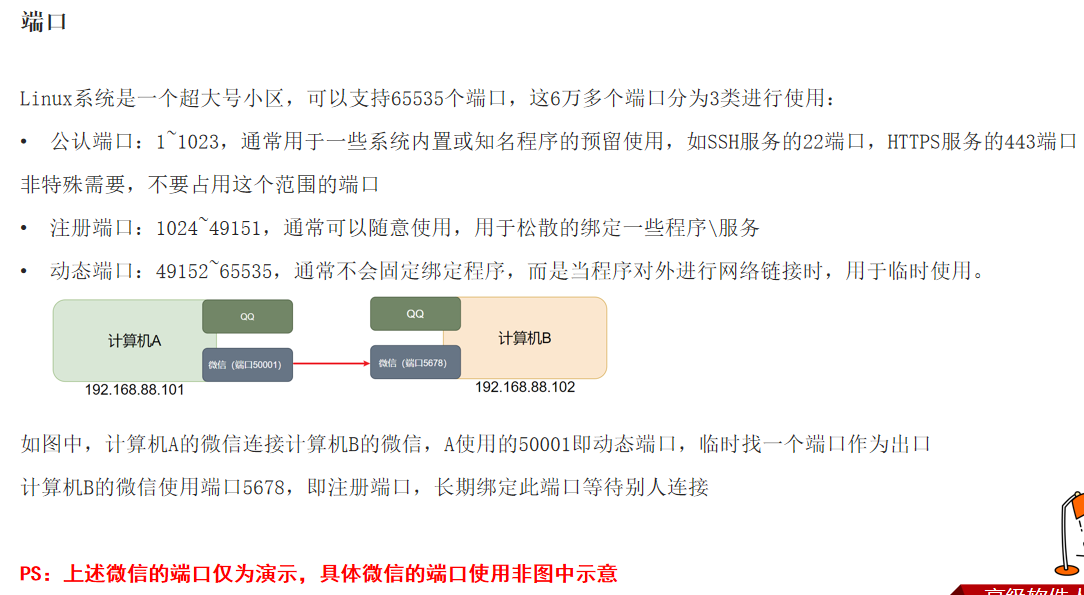 端口
Linux系统是一个超大号小区，可以支持65535个端口，这6万多个端口分为3类进行使用：
• 公认端口：1~1023，通常用于一些系统内置或知名程序的预留使用，如SSH服务的22端口，HTTPS服务的443端口
非特殊需要，不要占用这个范围的端口
• 注册端口：1024~49151，通常可以随意使用，用于松散的绑定一些程序\服务
• 动态端口：49152~65535，通常不会固定绑定程序，而是当程序对外进行网络链接时，用于临时使用。
QQ
QQ
计算机A
计算机B
微信（端口50001）
微信（端口5678）
192.168.88.101
192.168.88.102
如图中，计算机A的微信连接计算机B的微信，A使用的50001即动态端口，临时找一个端口作为出口
计算机B的微信使用端口5678，即注册端口，长期绑定此端口等待别人连接
PS：上述微信的端口仅为演示，具体微信的端口使用非图中示意
高级软件人